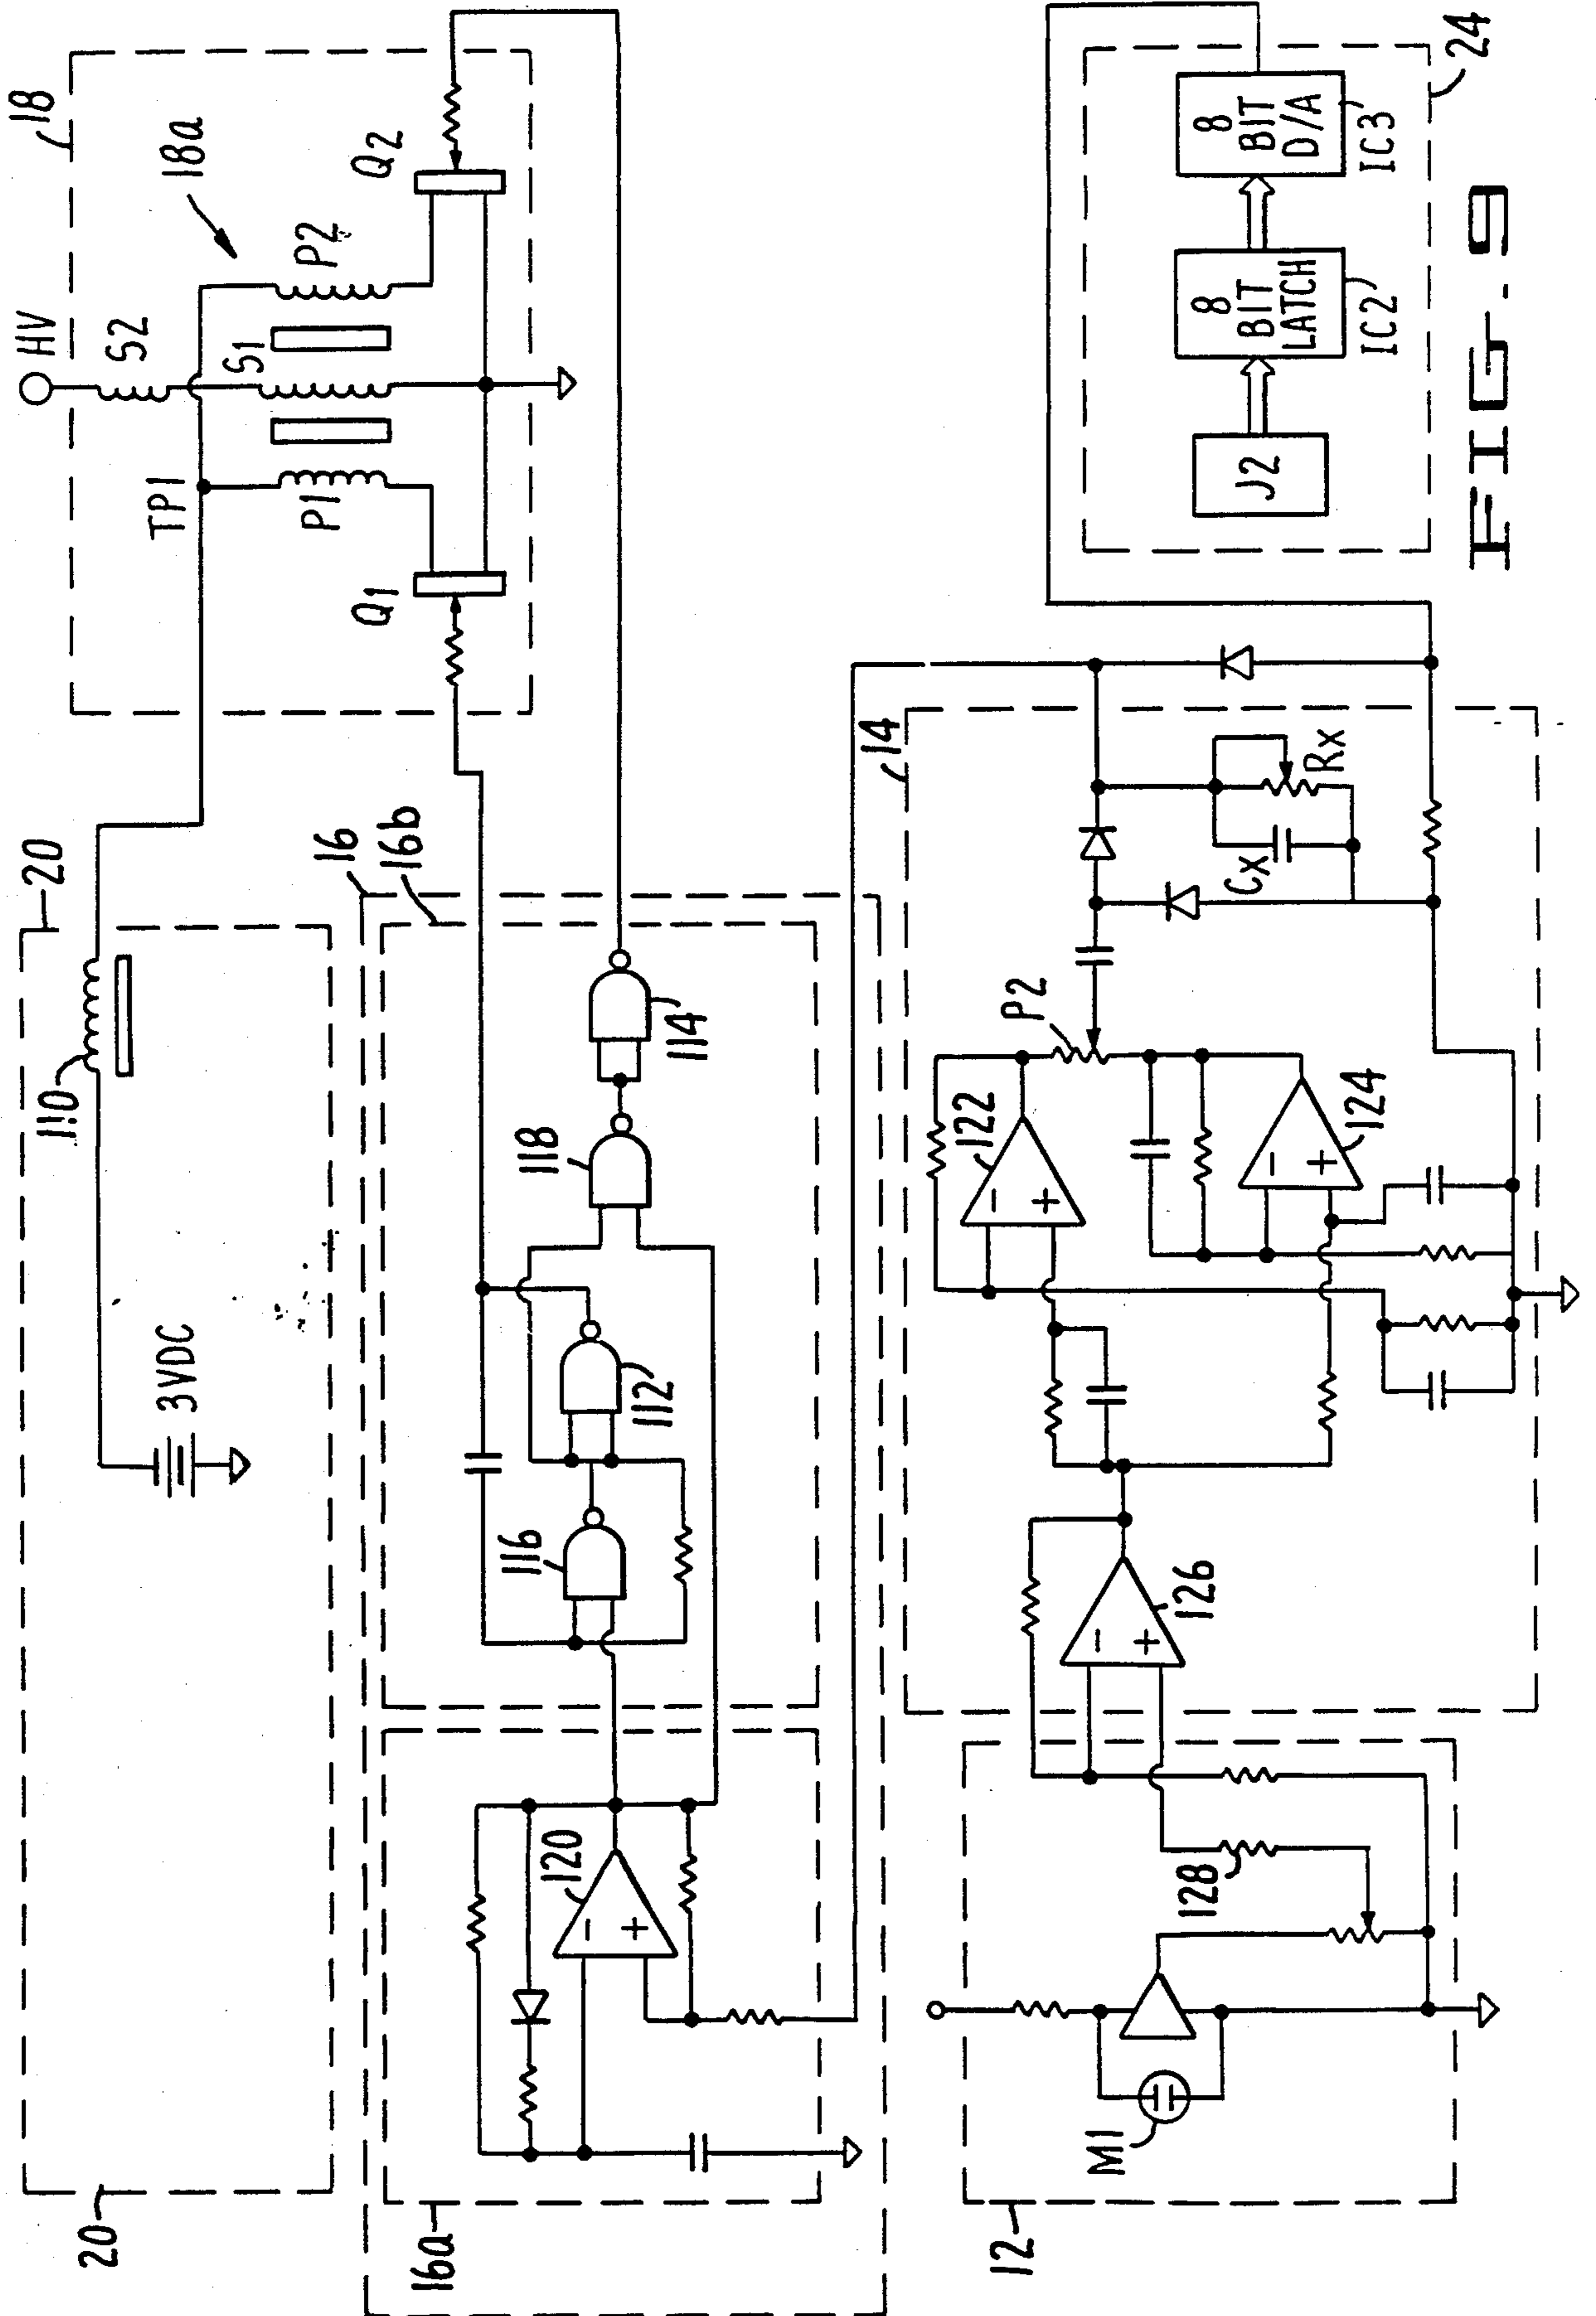 20
110
3VDC
20
18
HV
S2
18a
TP1
S1
P2
P1
Q1
Q2
16
16b
16a
116
112
118
114
120
12
M1
128
14
126
122
124
P2
Cx
Rx
J2
8
BIT
LATCH
IC2
8
BIT
D/A
IC3
24
FIG. 9